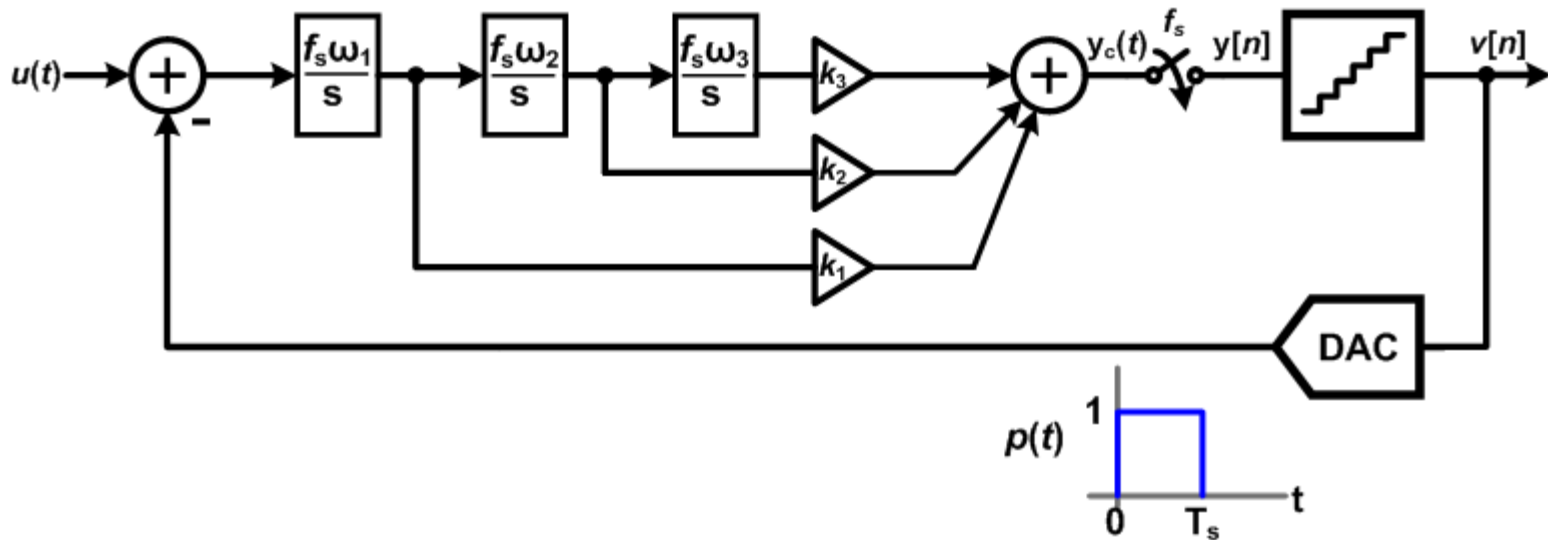 u(t)
+
-
fsω1
s
fsω2
s
fsω3
s
k3
k2
k1
+
yc(t)
fs
y[n]
v[n]
DAC
p(t)
1
0
Ts
t